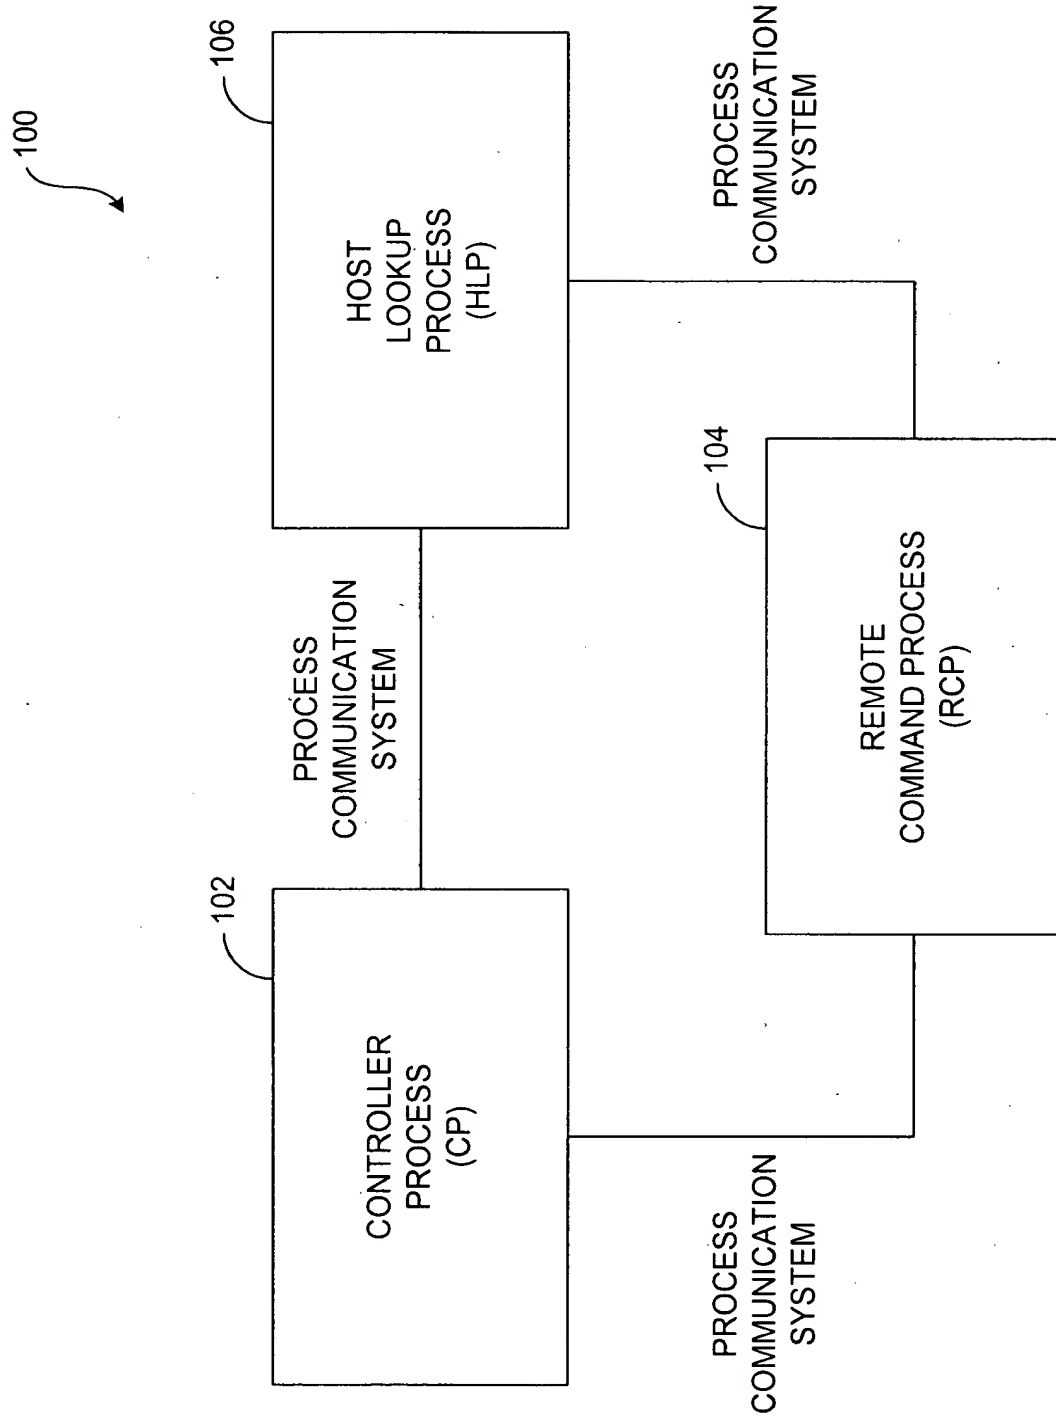 100
102
CONTROLLER
PROCESS
(CP)
PROCESS
COMMUNICATION
SYSTEM
106
HOST
LOOKUP
PROCESS
(HLP)
PROCESS
COMMUNICATION
SYSTEM
104
REMOTE
COMMAND PROCESS
(RCP)
PROCESS
COMMUNICATION
SYSTEM